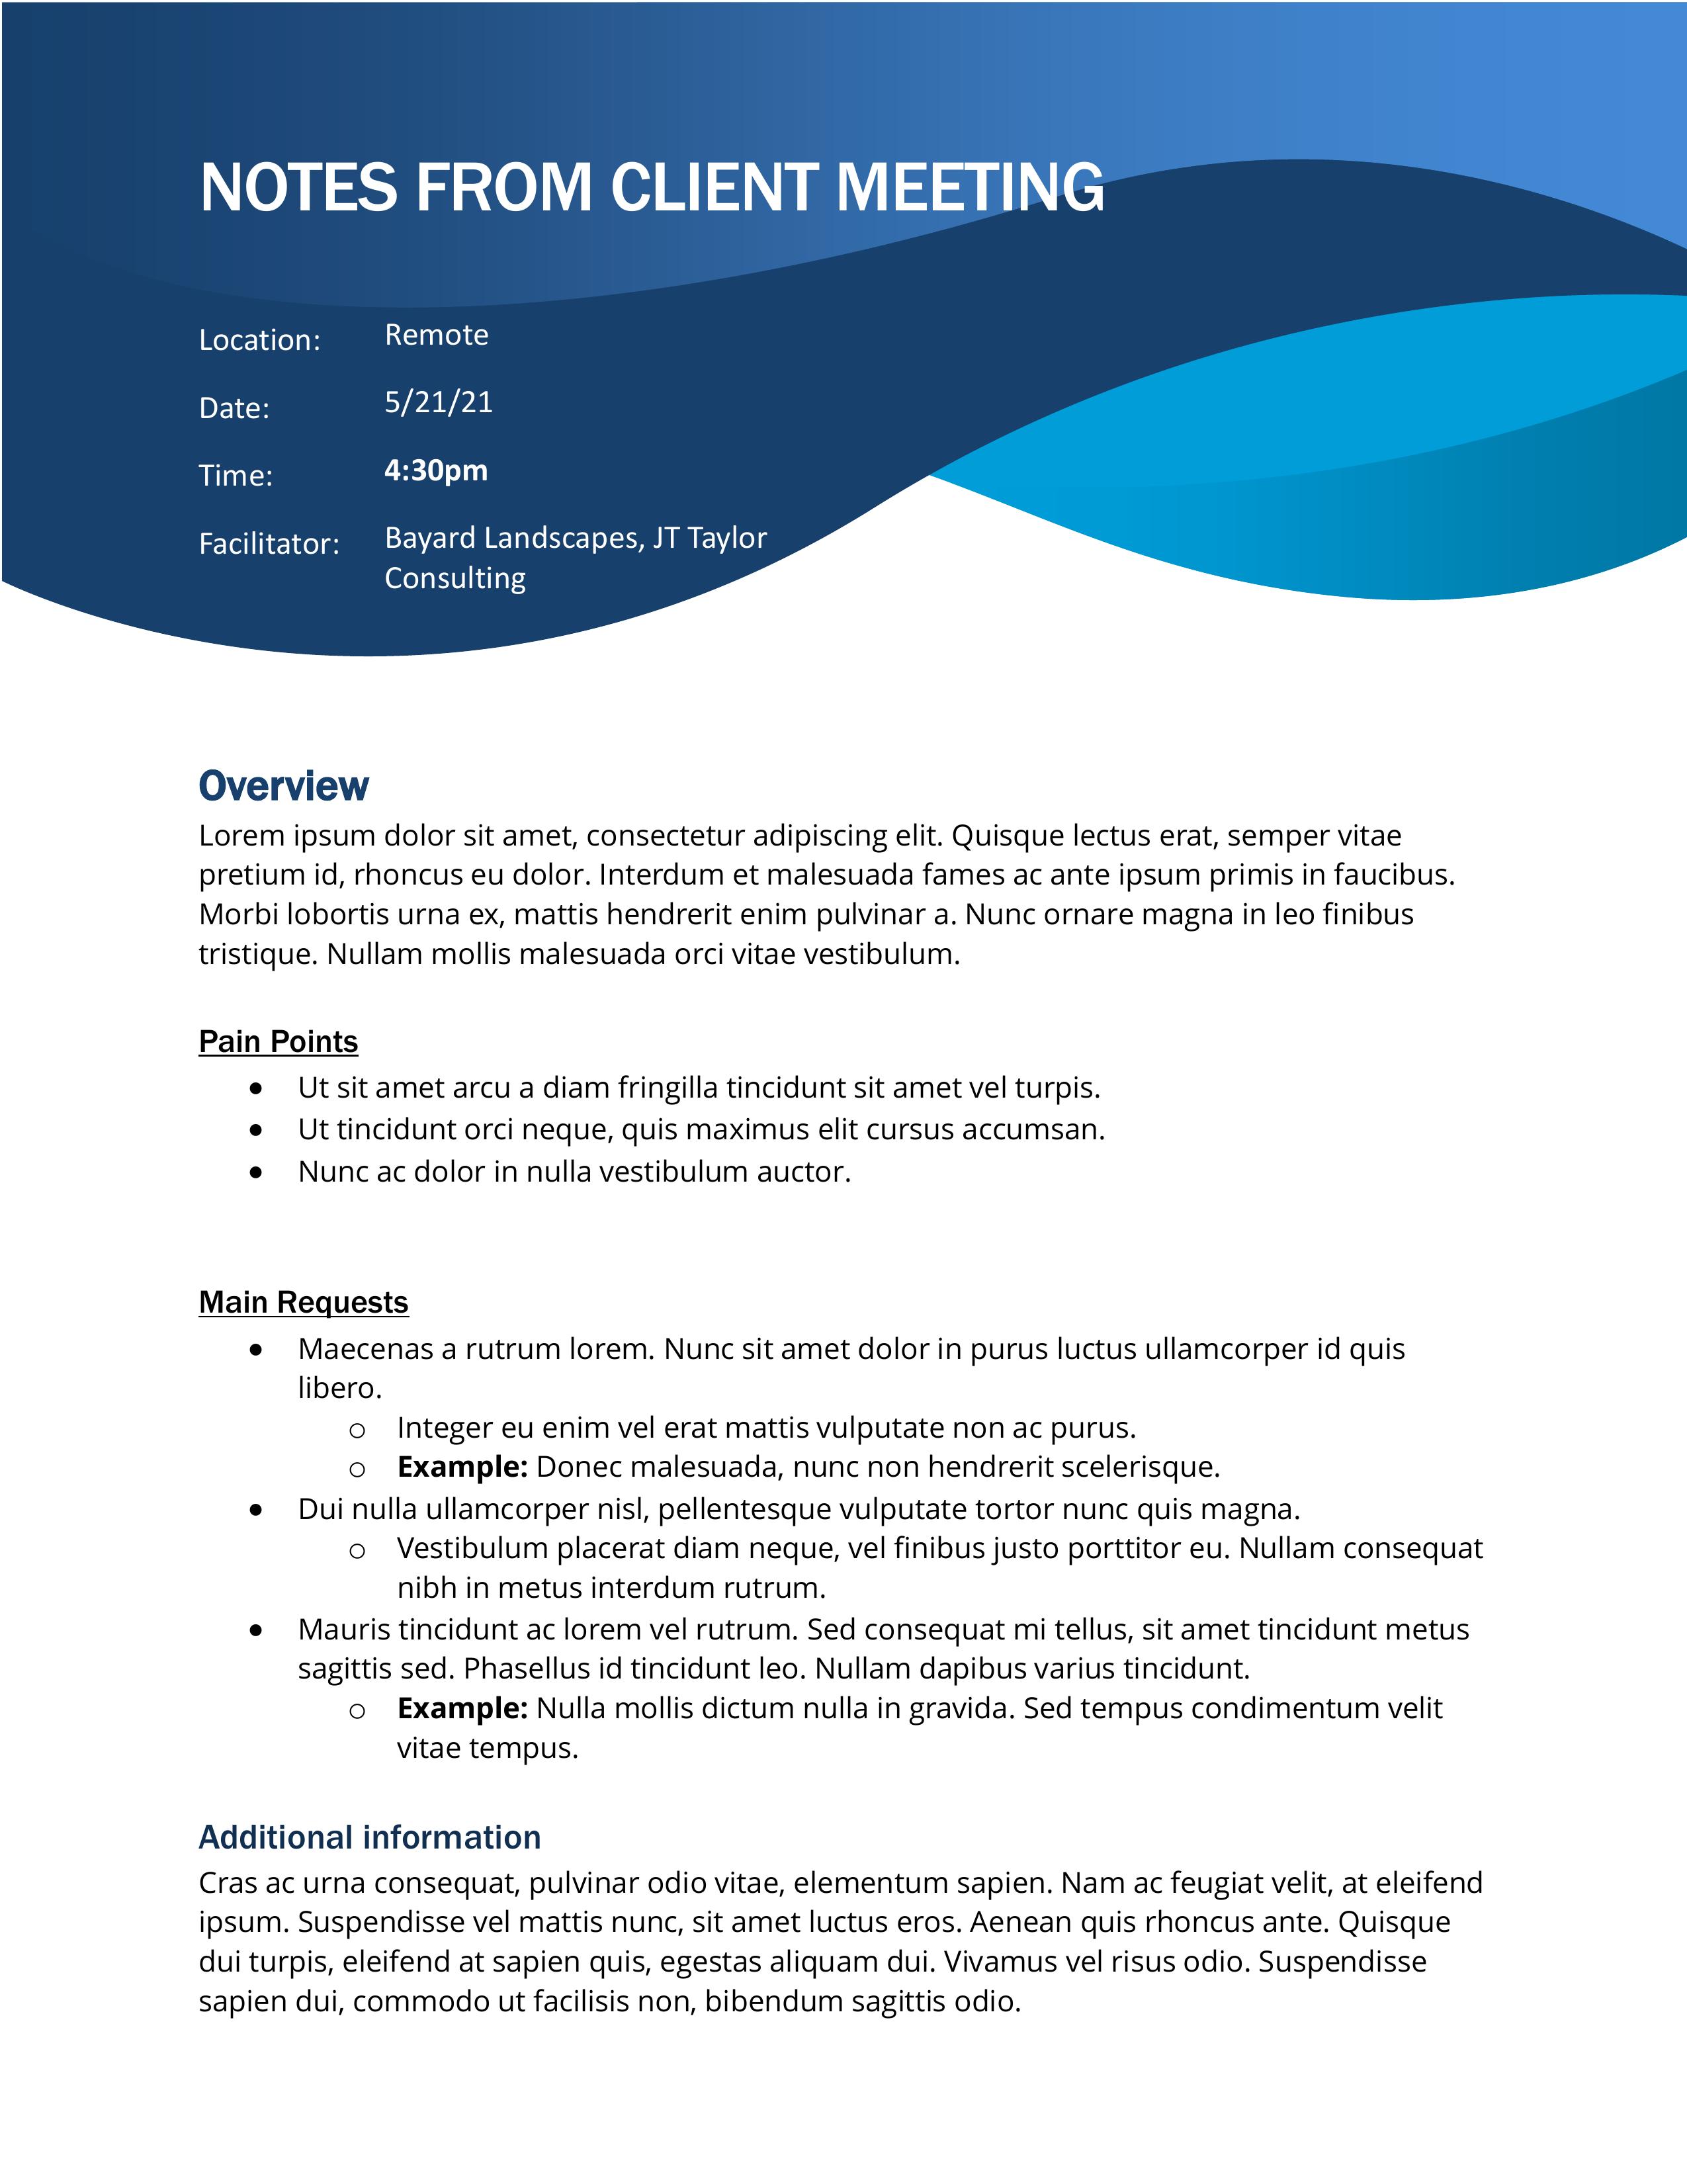 NOTES FROM CLIENT MEETING
Location: Remote
Date: 5/21/21
Time: 4:30pm
Facilitator: Bayard Landscapes, JT Taylor
Consulting
Overview
Lorem ipsum dolor sit amet, consectetur adipiscing elit. Quisque lectus erat, semper vitae
pretium id, rhoncus eu dolor. Interdum et malesuada fames ac ante ipsum primis in faucibus.
Morbi lobortis urna ex, mattis hendrerit enim pulvinar a. Nunc ornare magna in leo finibus
tristique. Nullam mollis malesuada orci vitae vestibulum.
Pain Points
● Ut sit amet arcu a diam fringilla tincidunt sit amet vel turpis.
● Ut tincidunt orci neque, quis maximus elit cursus accumsan.
● Nunc ac dolor in nulla vestibulum auctor.
Main Requests
● Maecenas a rutrum lorem. Nunc sit amet dolor in purus luctus ullamcorper id quis
libero.
○ Integer eu enim vel erat mattis vulputate non ac purus.
○ Example: Donec malesuada, nunc non hendrerit scelerisque.
● Dui nulla ullamcorper nisl, pellentesque vulputate tortor nunc quis magna.
○ Vestibulum placerat diam neque, vel finibus justo porttitor eu. Nullam consequat
nibh in metus interdum rutrum.
● Mauris tincidunt ac lorem vel rutrum. Sed consequat mi tellus, sit amet tincidunt metus
sagittis sed. Phasellus id tincidunt leo. Nullam dapibus varius tincidunt.
○ Example: Nulla mollis dictum nulla in gravida. Sed tempus condimentum velit
vitae tempus.
Additional information
Cras ac urna consequat, pulvinar odio vitae, elementum sapien. Nam ac feugiat velit, at eleifend
ipsum. Suspendisse vel mattis nunc, sit amet luctus eros. Aenean quis rhoncus ante. Quisque
dui turpis, eleifend at sapien quis, egestas aliquam dui. Vivamus vel risus odio. Suspendisse
sapien dui, commodo ut facilisis non, bibendum sagittis odio.